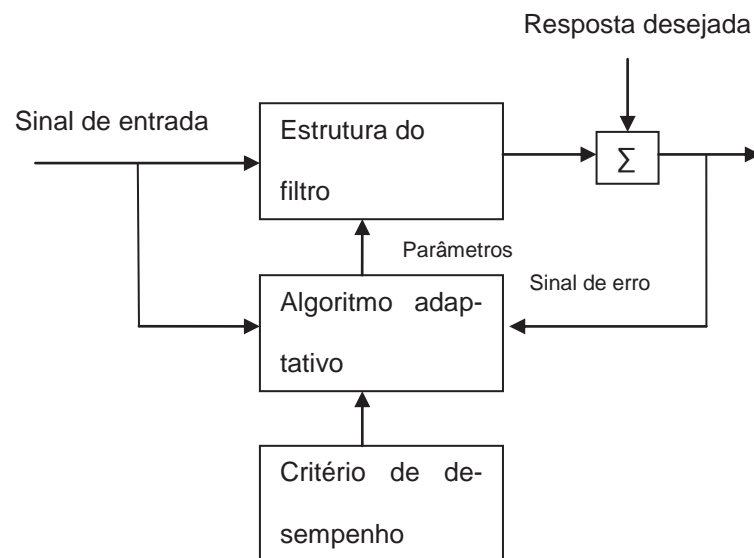 Resposta desejada
Sinal de entrada
Estrutura do
filtro
∑
Parâmetros
Sinal de erro
Algoritmo adap-
tativo
Critério de de-
sempenho